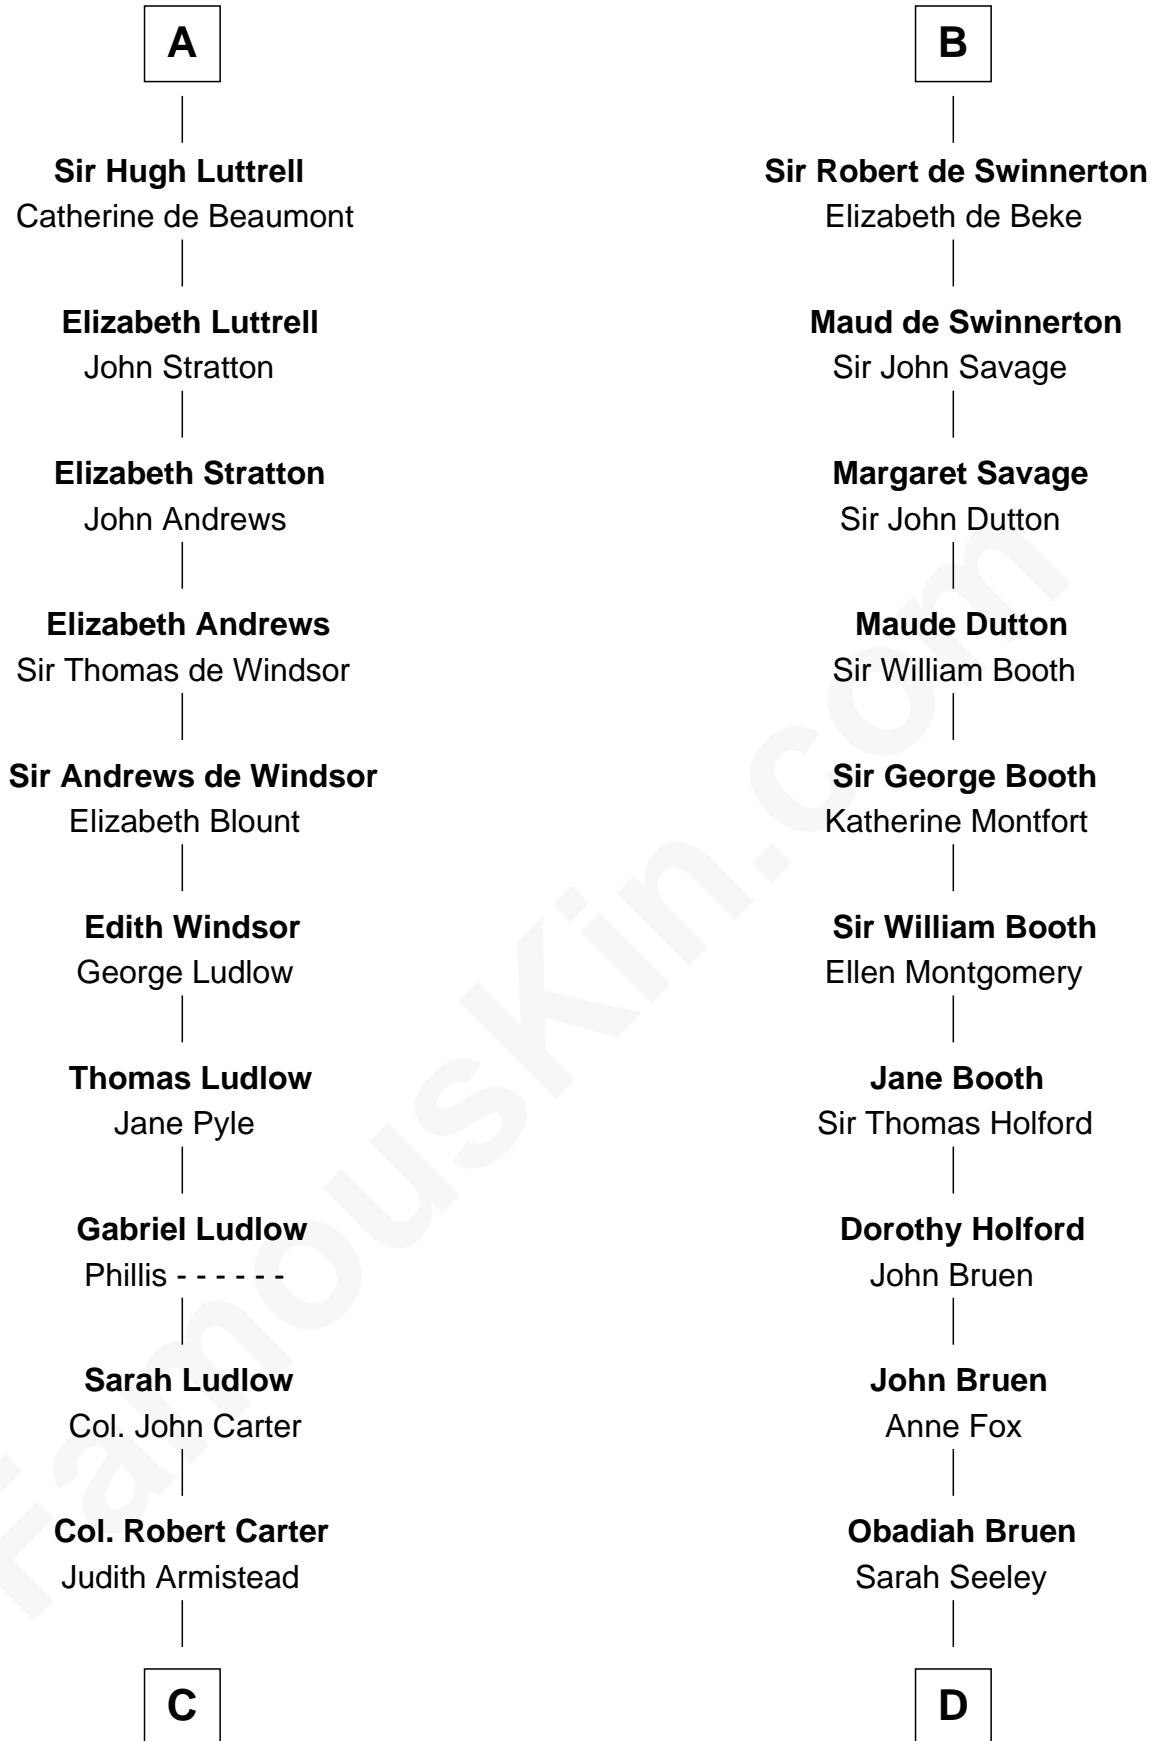 A
Sir Hugh Luttrell
Catherine de Beaumont
Elizabeth Luttrell
John Stratton
Elizabeth Stratton
John Andrews
Elizabeth Andrews
Sir Thomas de Windsor
Sir Andrews de Windsor
Elizabeth Blount
Edith Windsor
George Ludlow
Thomas Ludlow
Jane Pyle
Gabriel Ludlow
Phillis - - - - - -
Sarah Ludlow
Col. John Carter
Col. Robert Carter
Judith Armistead
C
B
Sir Robert de Swinnerton
Elizabeth de Beke
Maud de Swinnerton
Sir John Savage
Margaret Savage
Sir John Dutton
Maude Dutton
Sir William Booth
Sir George Booth
Katherine Montfort
Sir William Booth
Ellen Montgomery
Jane Booth
Sir Thomas Holford
Dorothy Holford
John Bruen
John Bruen
Anne Fox
Obadiah Bruen
Sarah Seeley
D
FamousKin.com